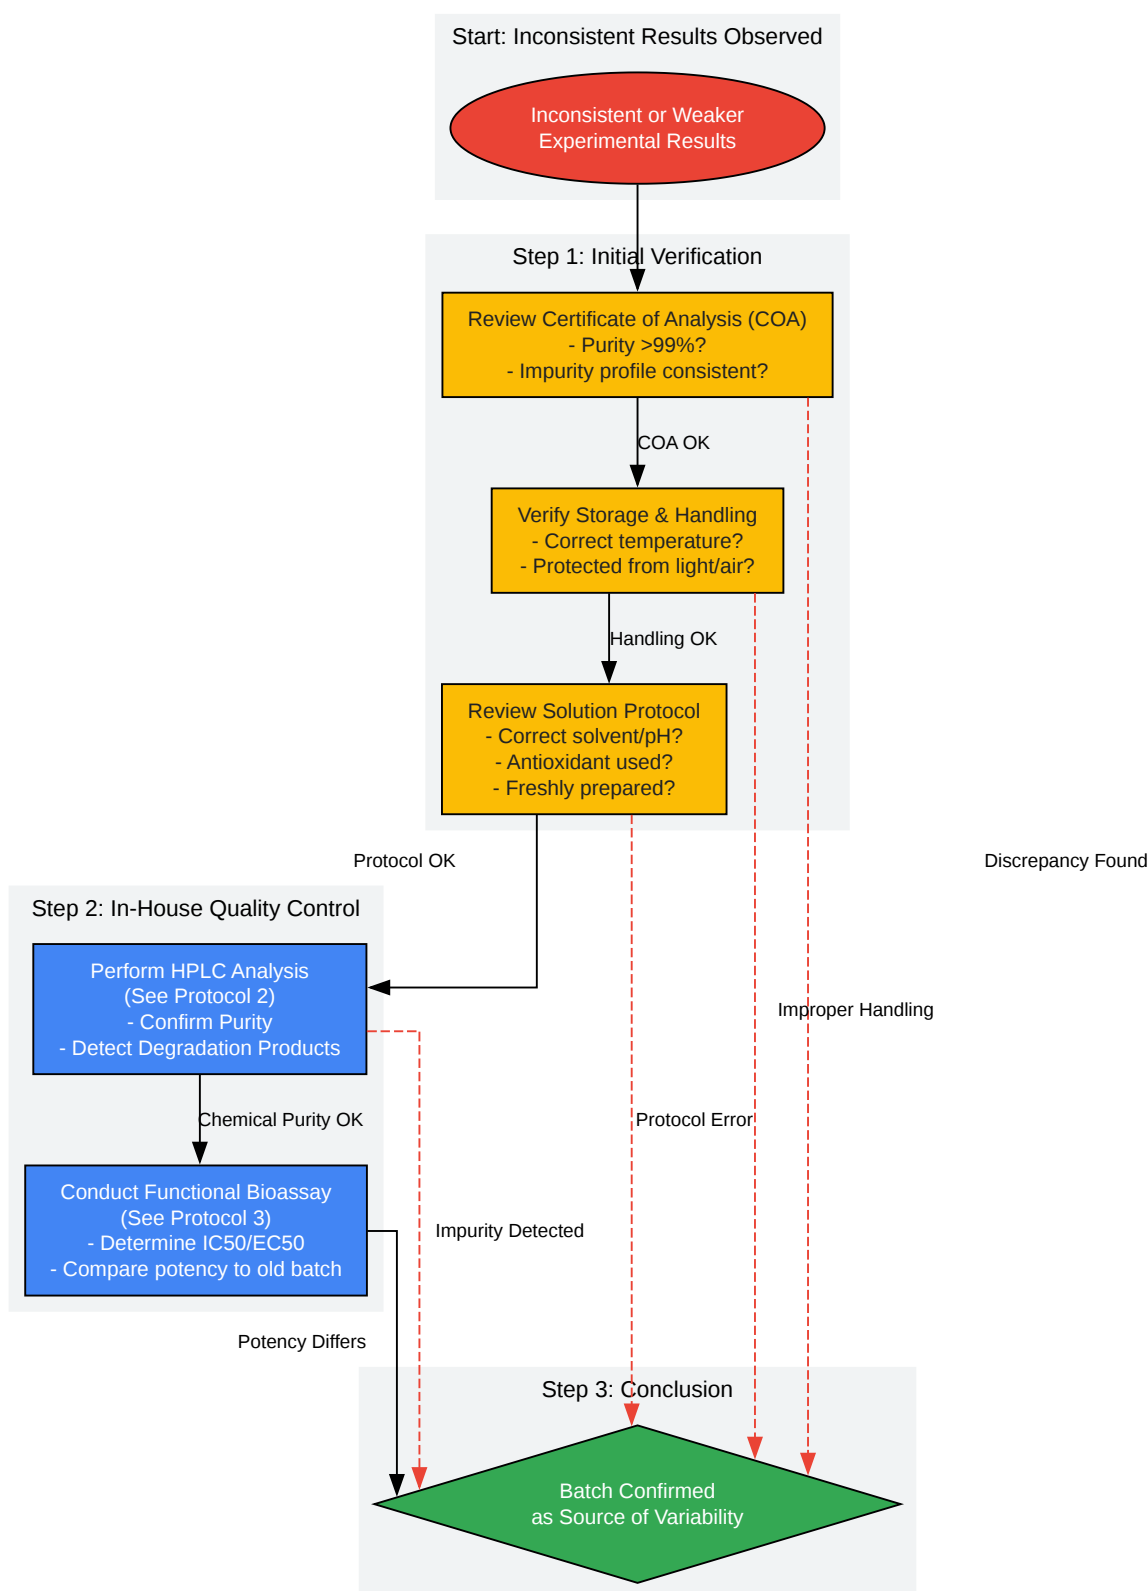 Start: Inconsistent Results Observed
Inconsistent or Weaker
Experimental Results
Step 1: Initial Verification
Review Certificate of Analysis (COA)
- Purity >99%?
- Impurity profile consistent?
COA OK
Verify Storage & Handling
- Correct temperature?
- Protected from light/air?
Handling OK
Review Solution Protocol
- Correct solvent/pH?
- Antioxidant used?
- Freshly prepared?
Protocol OK
Discrepancy Found
Step 2: In-House Quality Control
Perform HPLC Analysis
(See Protocol 2)
- Confirm Purity
- Detect Degradation Products
Improper Handling
Chemical Purity OK
Protocol Error
Conduct Functional Bioassay
(See Protocol 3)
- Determine IC50/EC50
- Compare potency to old batch
Impurity Detected
Potency Differs
Step 3: Conclusion
Batch Confirmed
as Source of Variability